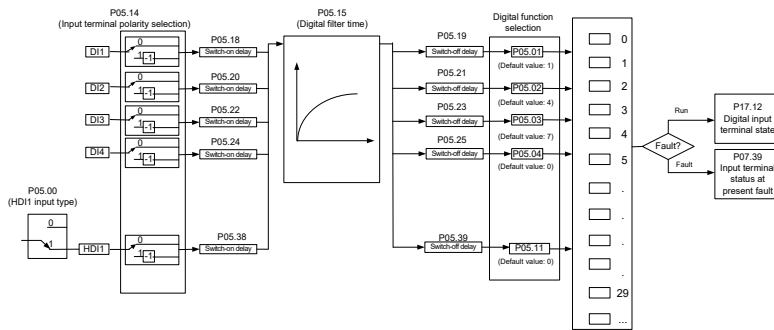 P05.14
(Input terminal polarity selection)
P05.15
(Digital filter time)
Digital function
selection
DI1
0
1
-1
P05.18
Switch-on delay
P05.19
Switch-off delay
P05.01
(Default value: 1)
DI2
0
1
-1
P05.20
Switch-on delay
P05.21
Switch-off delay
P05.02
(Default value: 4)
DI3
0
1
-1
P05.22
Switch-on delay
P05.23
Switch-off delay
P05.03
(Default value: 7)
DI4
0
1
-1
P05.24
Switch-on delay
P05.25
Switch-off delay
P05.04
(Default value: 0)
P05.00
(HDI1 input type)
0
1
HDI1
0
1
-1
P05.38
Switch-on delay
P05.39
Switch-off delay
P05.11
(Default value: 0)
0
1
2
3
4
5
.
.
.
.
29
...
Fault?
Run
Fault
P17.12
Digital input
terminal state
P07.39
Input terminal
status at
present fault